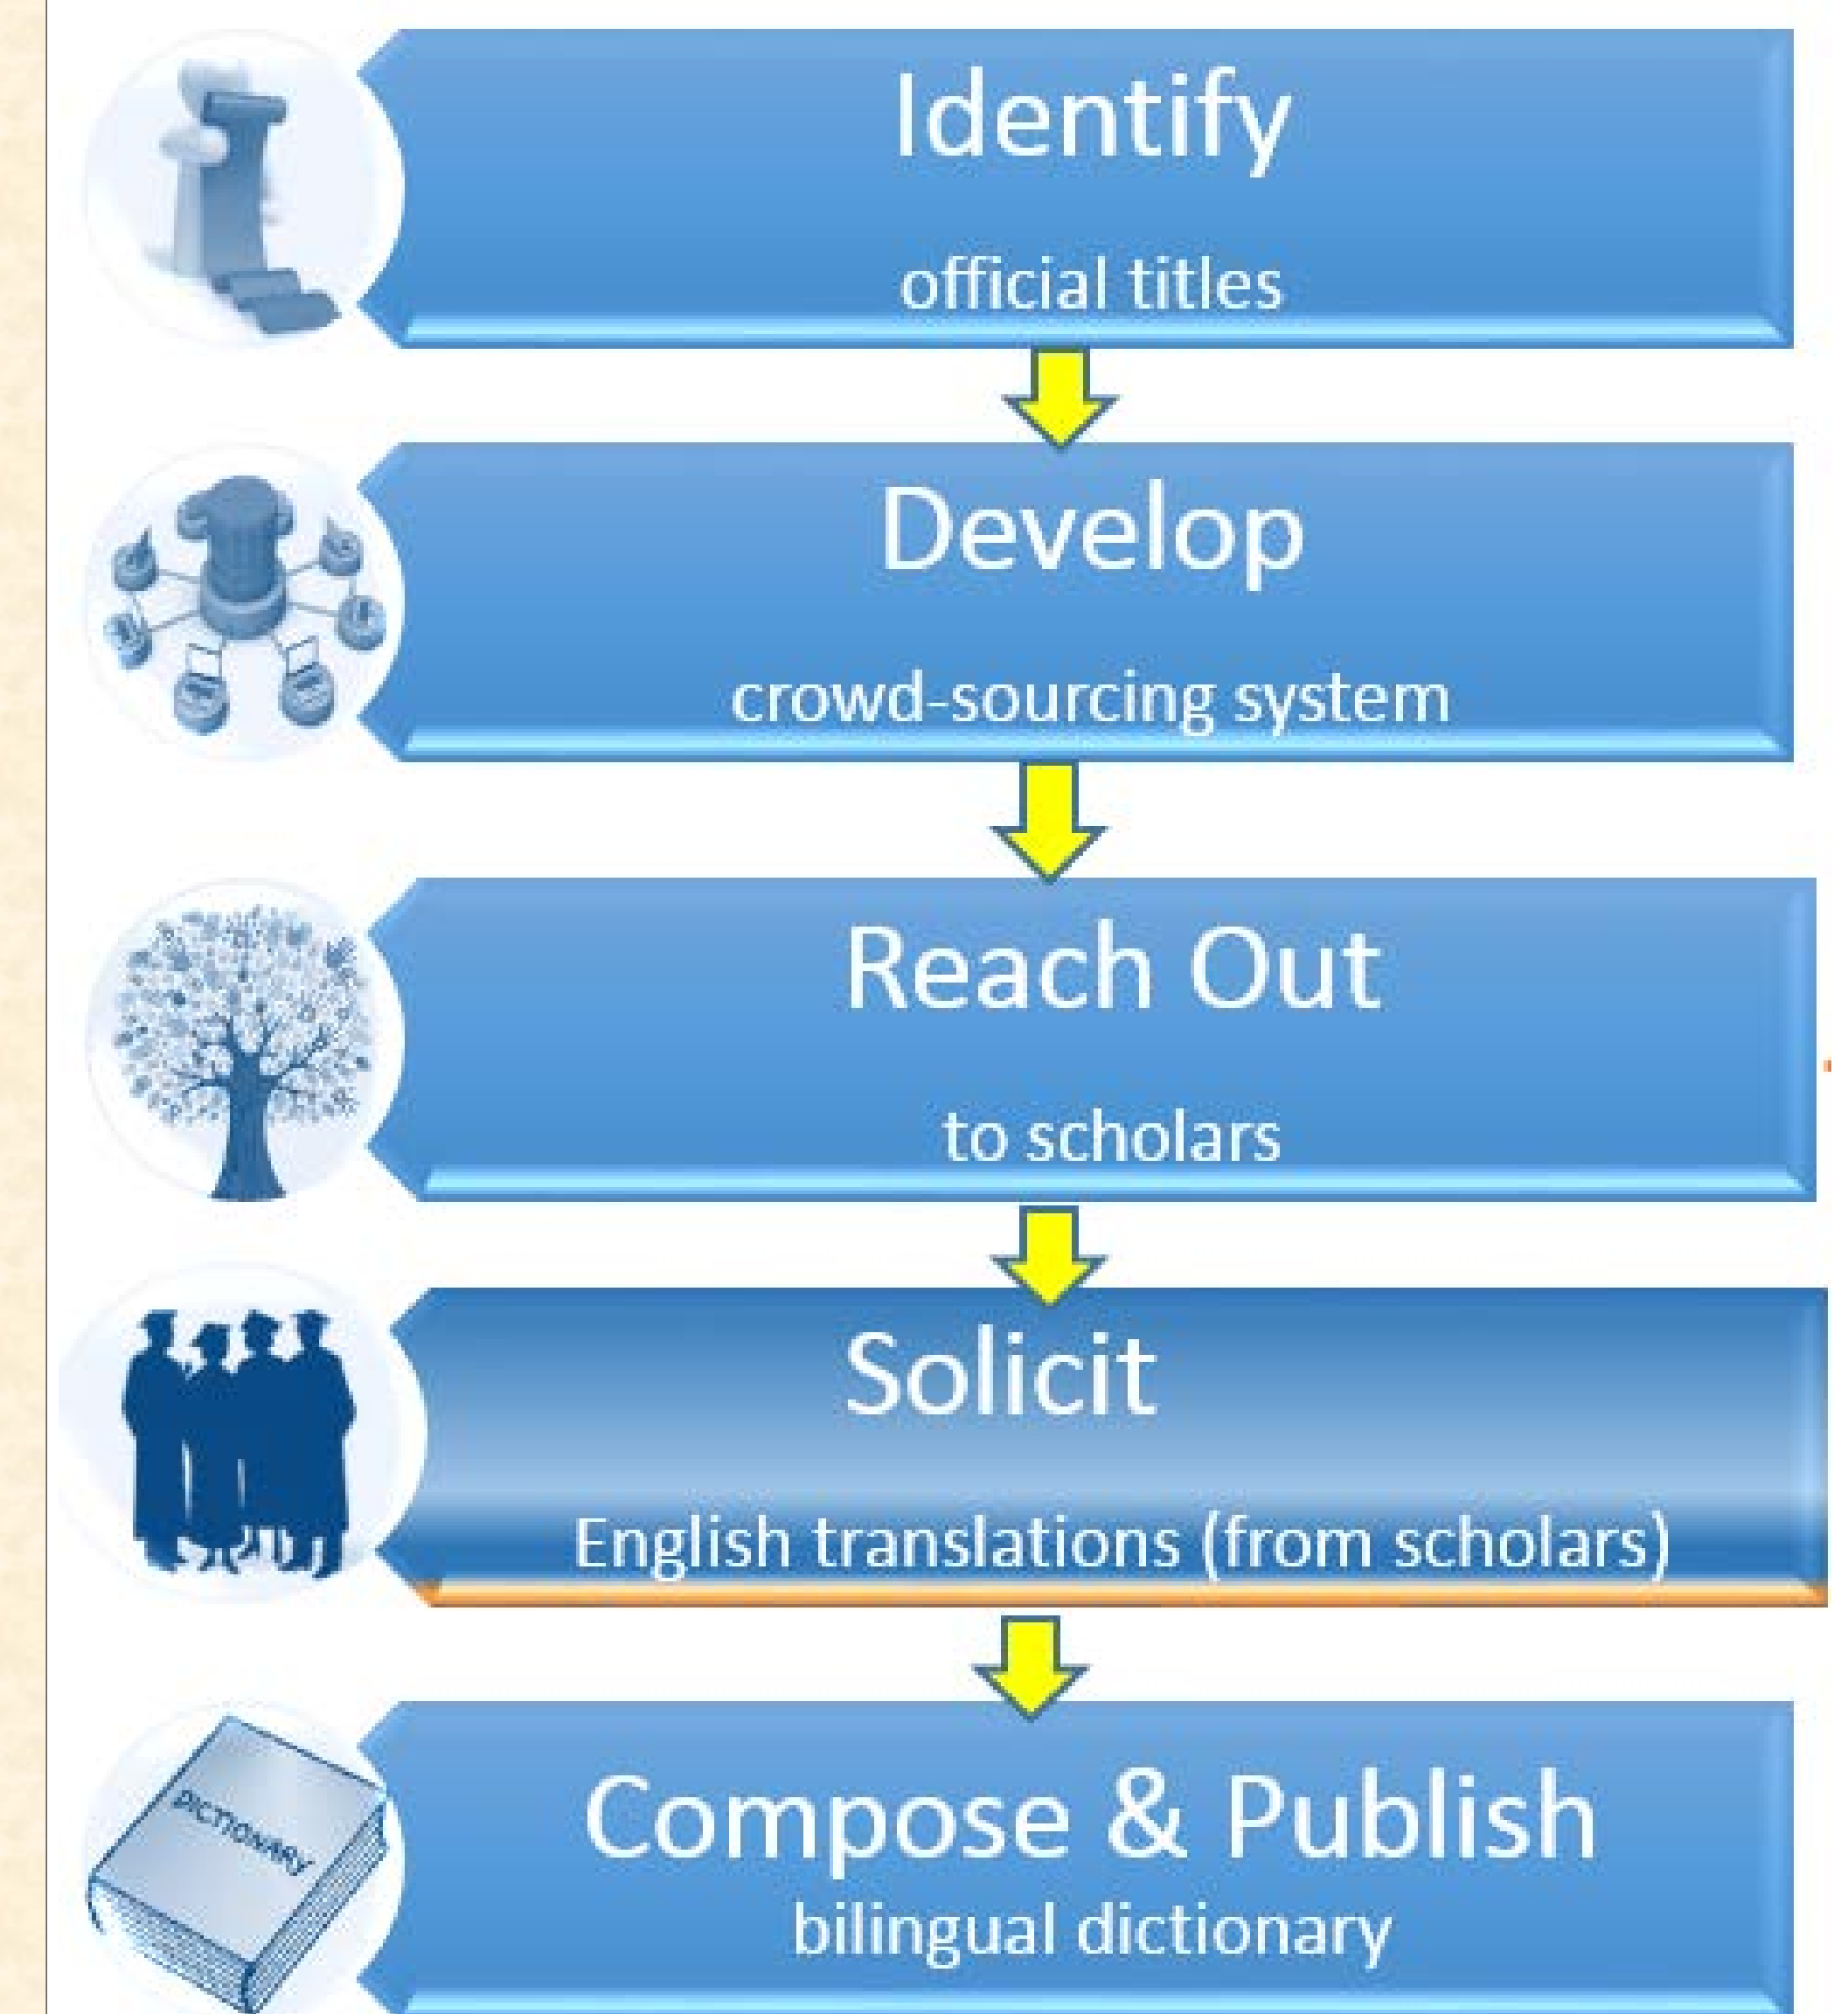 Identify
official titles
Develop
crowd-sourcing system
Reach Out
to scholars
Solicit
English translations (from scholars)
DICTIONARY
Compose & Publish
bilingual dictionary